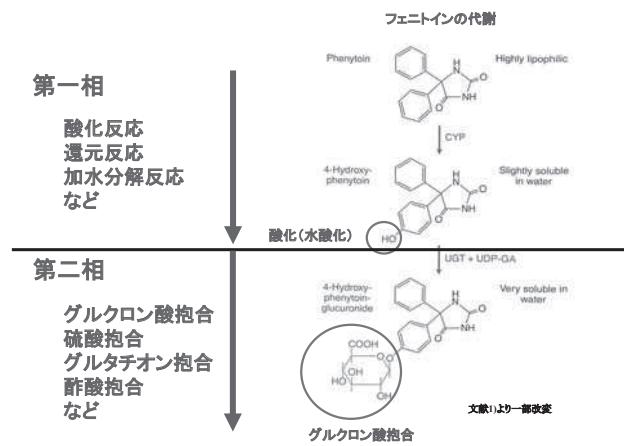 フェニトインの代謝
Phenytoin
Highly lipophilic
第一相
酸化反応
還元反応
加水分解反応
など
H
N
O
O
NH
CYP
4-Hydroxy-
phenytoin
Slightly soluble
in water
H
N
O
O
NH
酸化（水酸化）
HO
UGT + UDP-GA
第二相
グルクロン酸抱合
硫酸抱合
グルタチオン抱合
酢酸抱合
など
4-Hydroxy-
phenytoin-
glucuronide
Very soluble in
water
H
N
O
O
NH
COOH
O
O
OH
HO
OH
文献1)より一部改変
グルクロン酸抱合